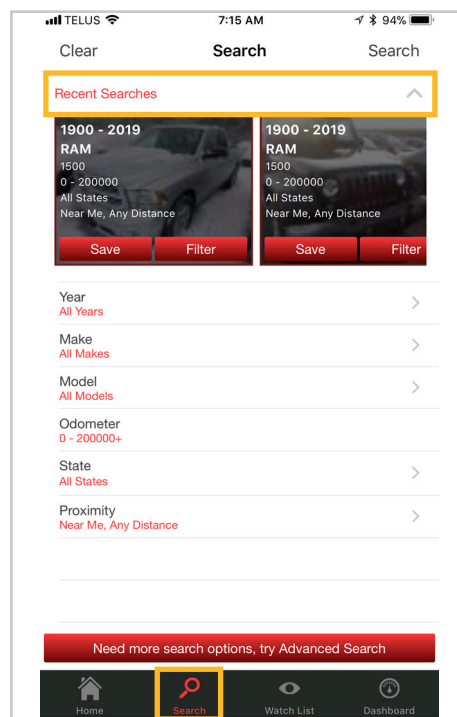 TELUS 7:15 AM 94%
Clear Search Search
Recent Searches
1900 - 2019
RAM
1500
0 - 200000
All States
Near Me, Any Distance
Save Filter
1900 - 2019
RAM
1500
0 - 200000
All States
Near Me, Any Distance
Save Filter
Year
All Years
Make
All Makes
Model
All Models
Odometer
0 - 200000+
State
All States
Proximity
Near Me, Any Distance
Need more search options, try Advanced Search
Home Search Watch List Dashboard